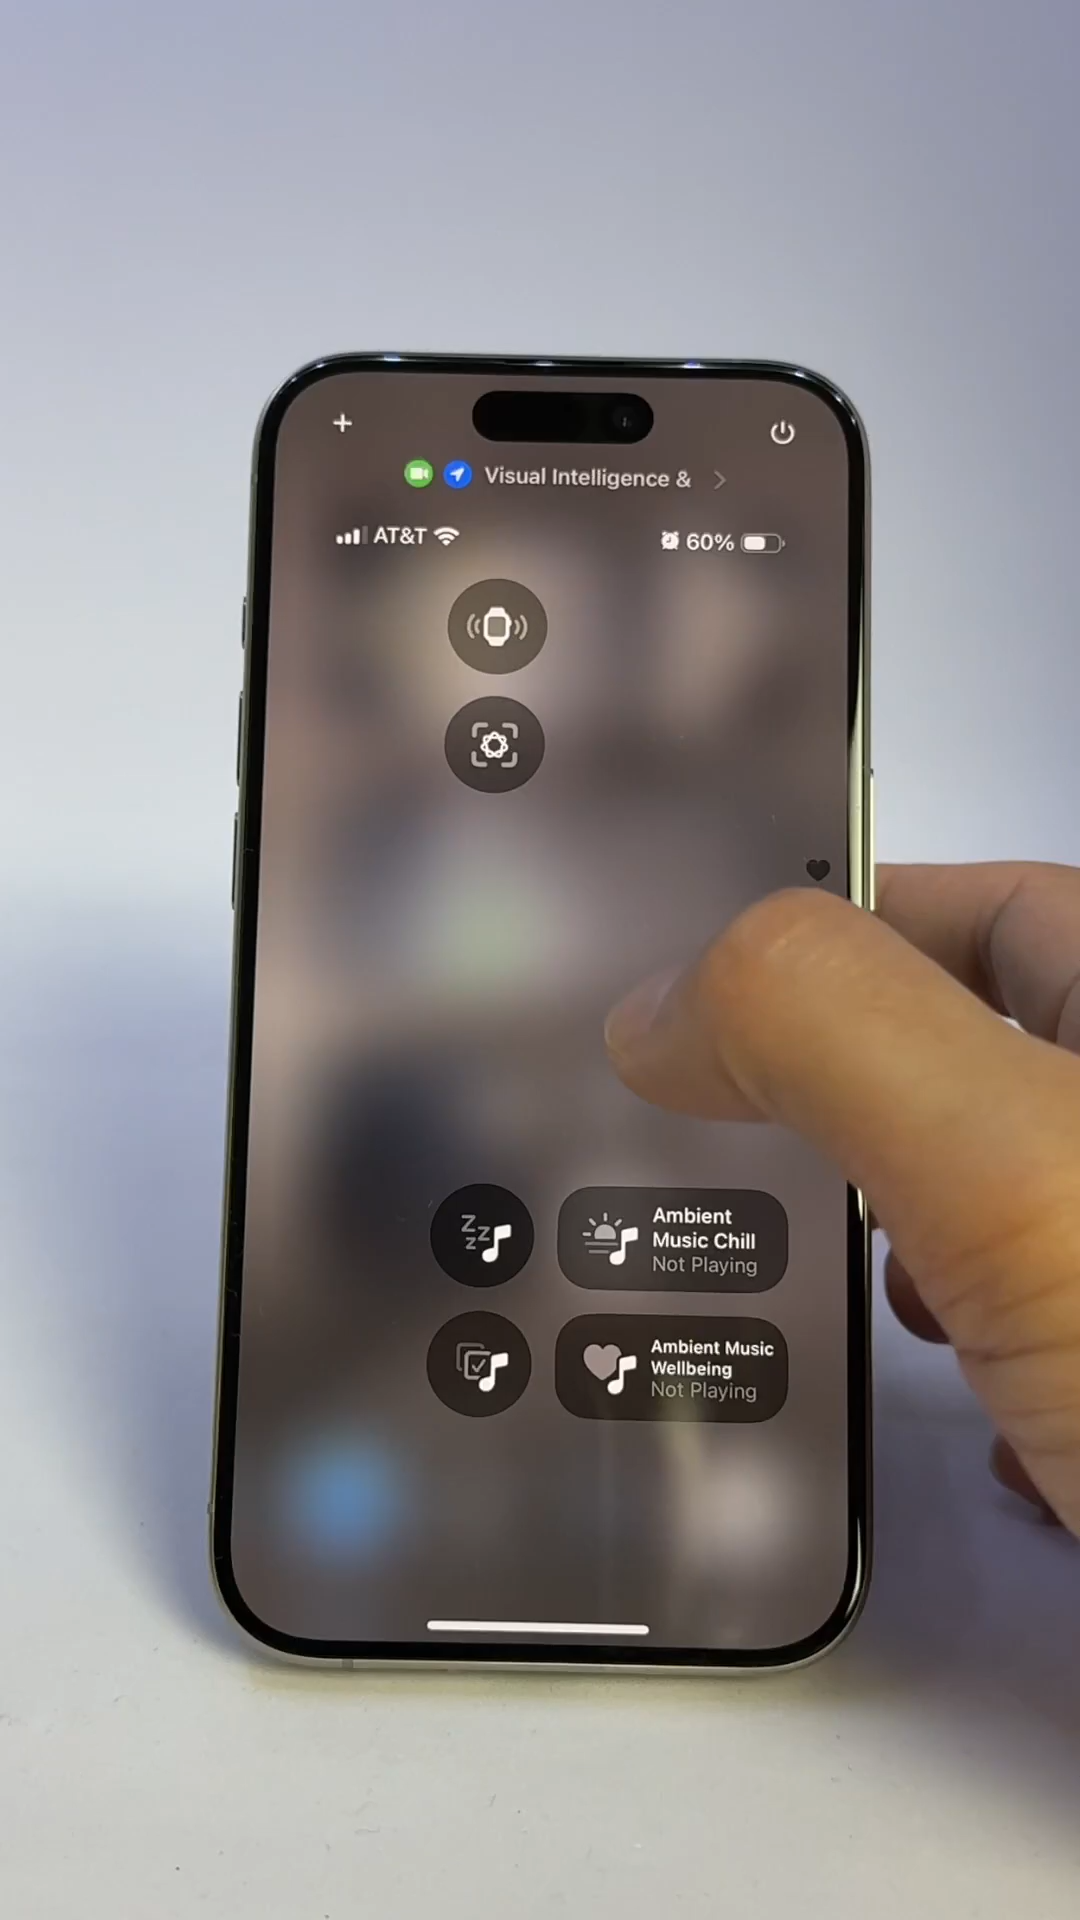 Visual Intelligence &
AT&T
60%
Ambient
Music Chill
Not Playing
Ambient Music
Wellbeing
Not Playing